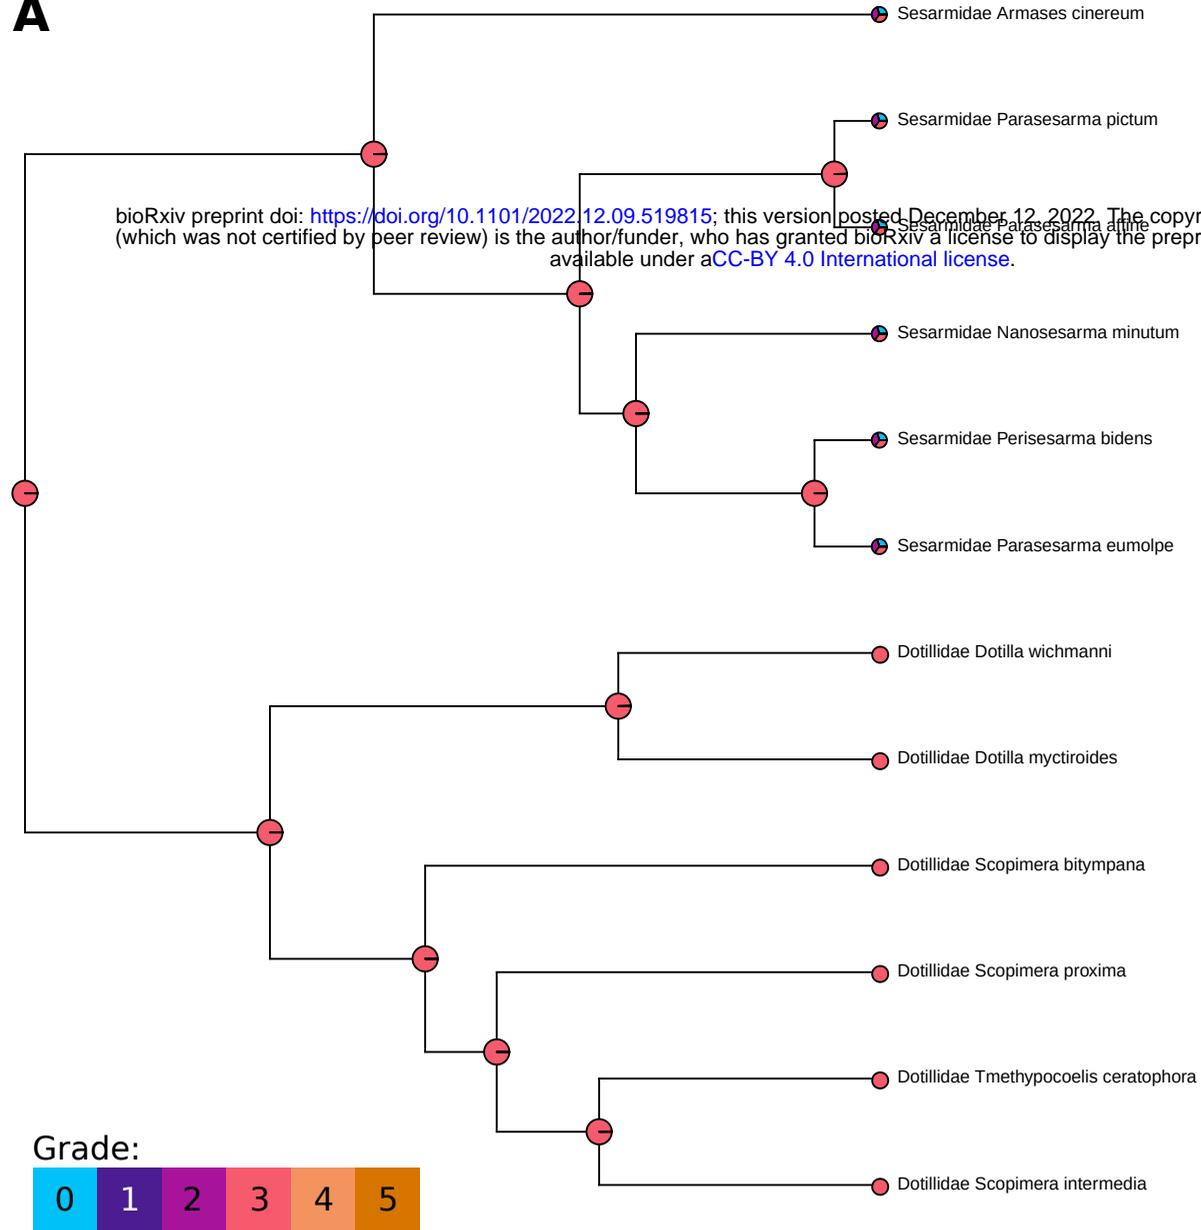 A
Sesarmidae Armases cinereum
Sesarmidae Parasesarma pictum
bioRxiv preprint doi: https://doi.org/10.1101/2022.12.09.519815; this version posted December 12, 2022. The copyr
Sesarmidae Parasesarma affine
(which was not certified by peer review) is the author/funder, who has granted bioRxiv a license to display the prepr
available under aCC-BY 4.0 International license.
Sesarmidae Nanosesarma minutum
Sesarmidae Perisesarma bidens
Sesarmidae Parasesarma eumolpe
Dotillidae Dotilla wichmanni
Dotillidae Dotilla myctiroides
Dotillidae Scopimera bitympana
Dotillidae Scopimera proxima
Dotillidae Tmethypocoelis ceratophora
Dotillidae Scopimera intermedia
Grade:
0 1 2 3 4 5